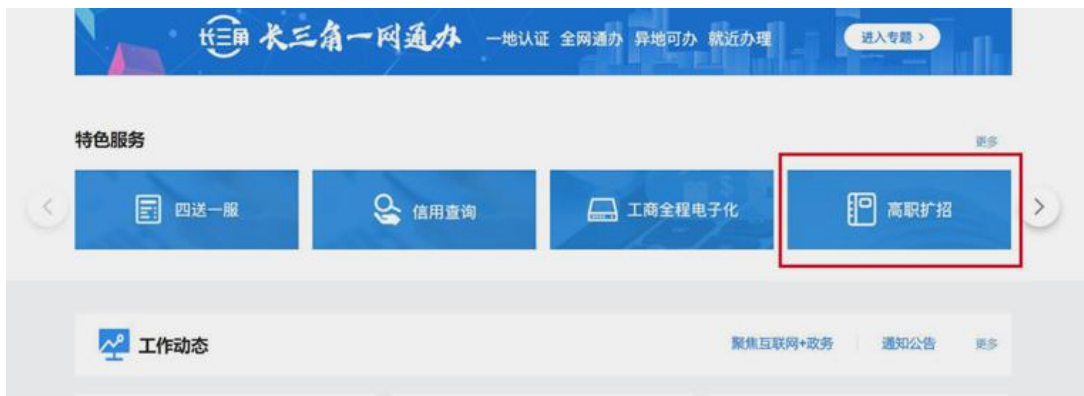 长三角 长三角一网通办 一地认证 全网通办 异地可办 就近办理 进入专题 >
特色服务 更多
四送一服 信用查询 工商全程电子化 高职扩招
工作动态 聚焦互联网+政务 通知公告 更多